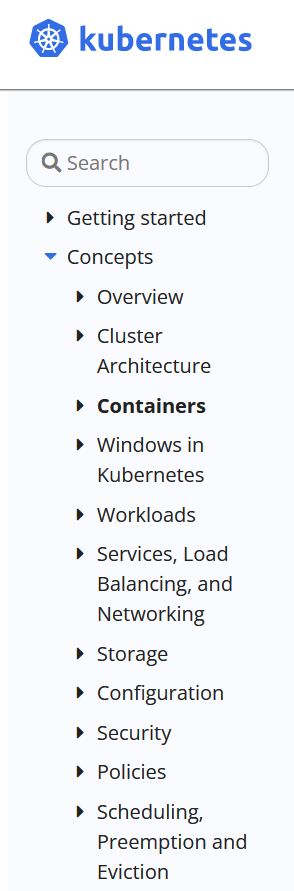 kubernetes
Search
Getting started
Concepts
Overview
Cluster
Architecture
Containers
Windows in
Kubernetes
Workloads
Services, Load
Balancing, and
Networking
Storage
Configuration
Security
Policies
Scheduling,
Preemption and
Eviction